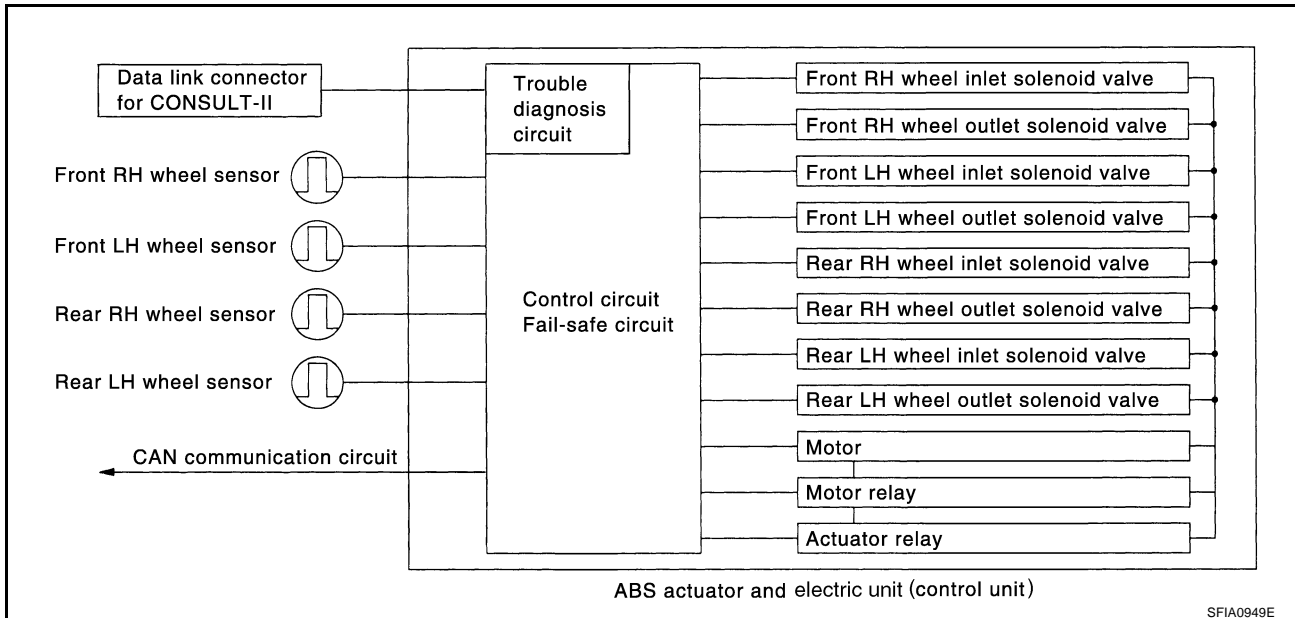 Data link connector
for CONSULT-II
Trouble
diagnosis
circuit
Front RH wheel sensor
Front LH wheel sensor
Rear RH wheel sensor
Rear LH wheel sensor
CAN communication circuit
Control circuit
Fail-safe circuit
Front RH wheel inlet solenoid valve
Front RH wheel outlet solenoid valve
Front LH wheel inlet solenoid valve
Front LH wheel outlet solenoid valve
Rear RH wheel inlet solenoid valve
Rear RH wheel outlet solenoid valve
Rear LH wheel inlet solenoid valve
Rear LH wheel outlet solenoid valve
Motor
Motor relay
Actuator relay
ABS actuator and electric unit (control unit)
SFIA0949E